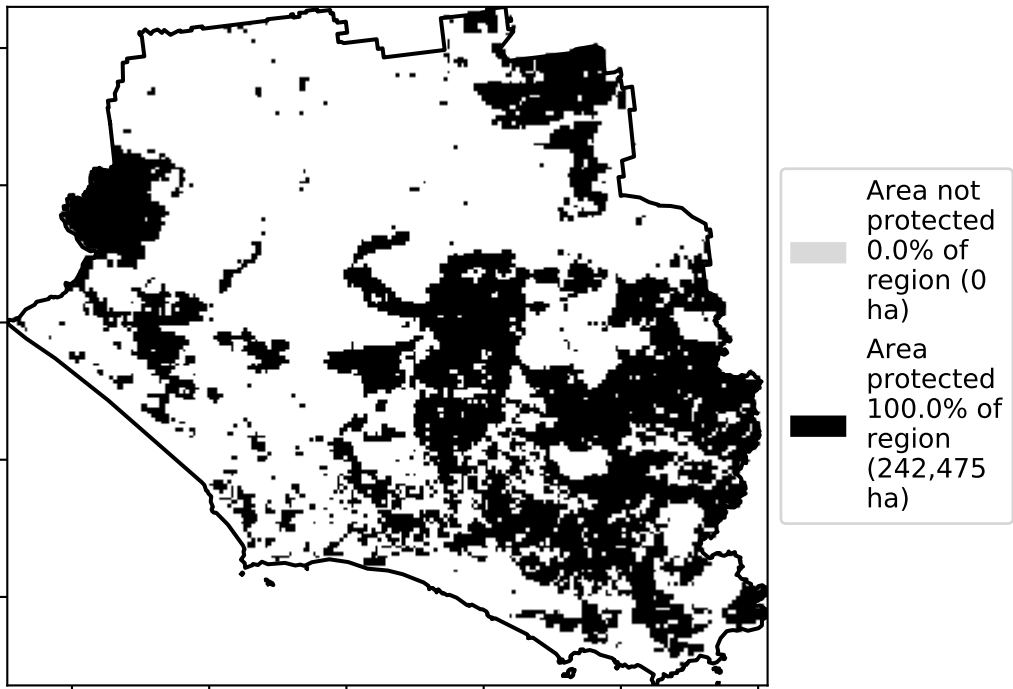 Area not
protected
0.0% of
region (0
ha)
Area
protected
100.0% of
region
(242,475
ha)